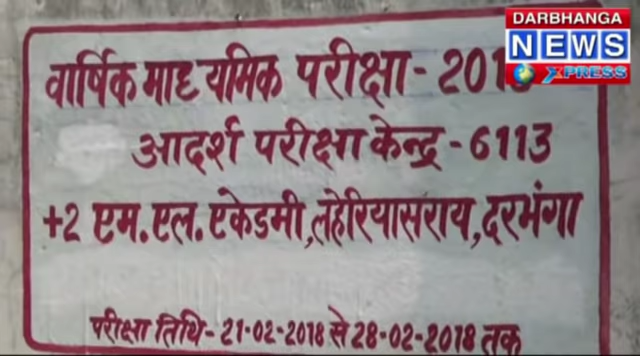 DARBHANGA
NEWS
XPRESS
वार्षिक माध्यमिक परीक्षा - 2018
आदर्श परीक्षा केन्द्र - 6113
+2 एम. एल. एकेडमी, लहेरियासराय, दरभंगा
परीक्षा तिथि - 21-02-2018 से 28-02-2018 तक